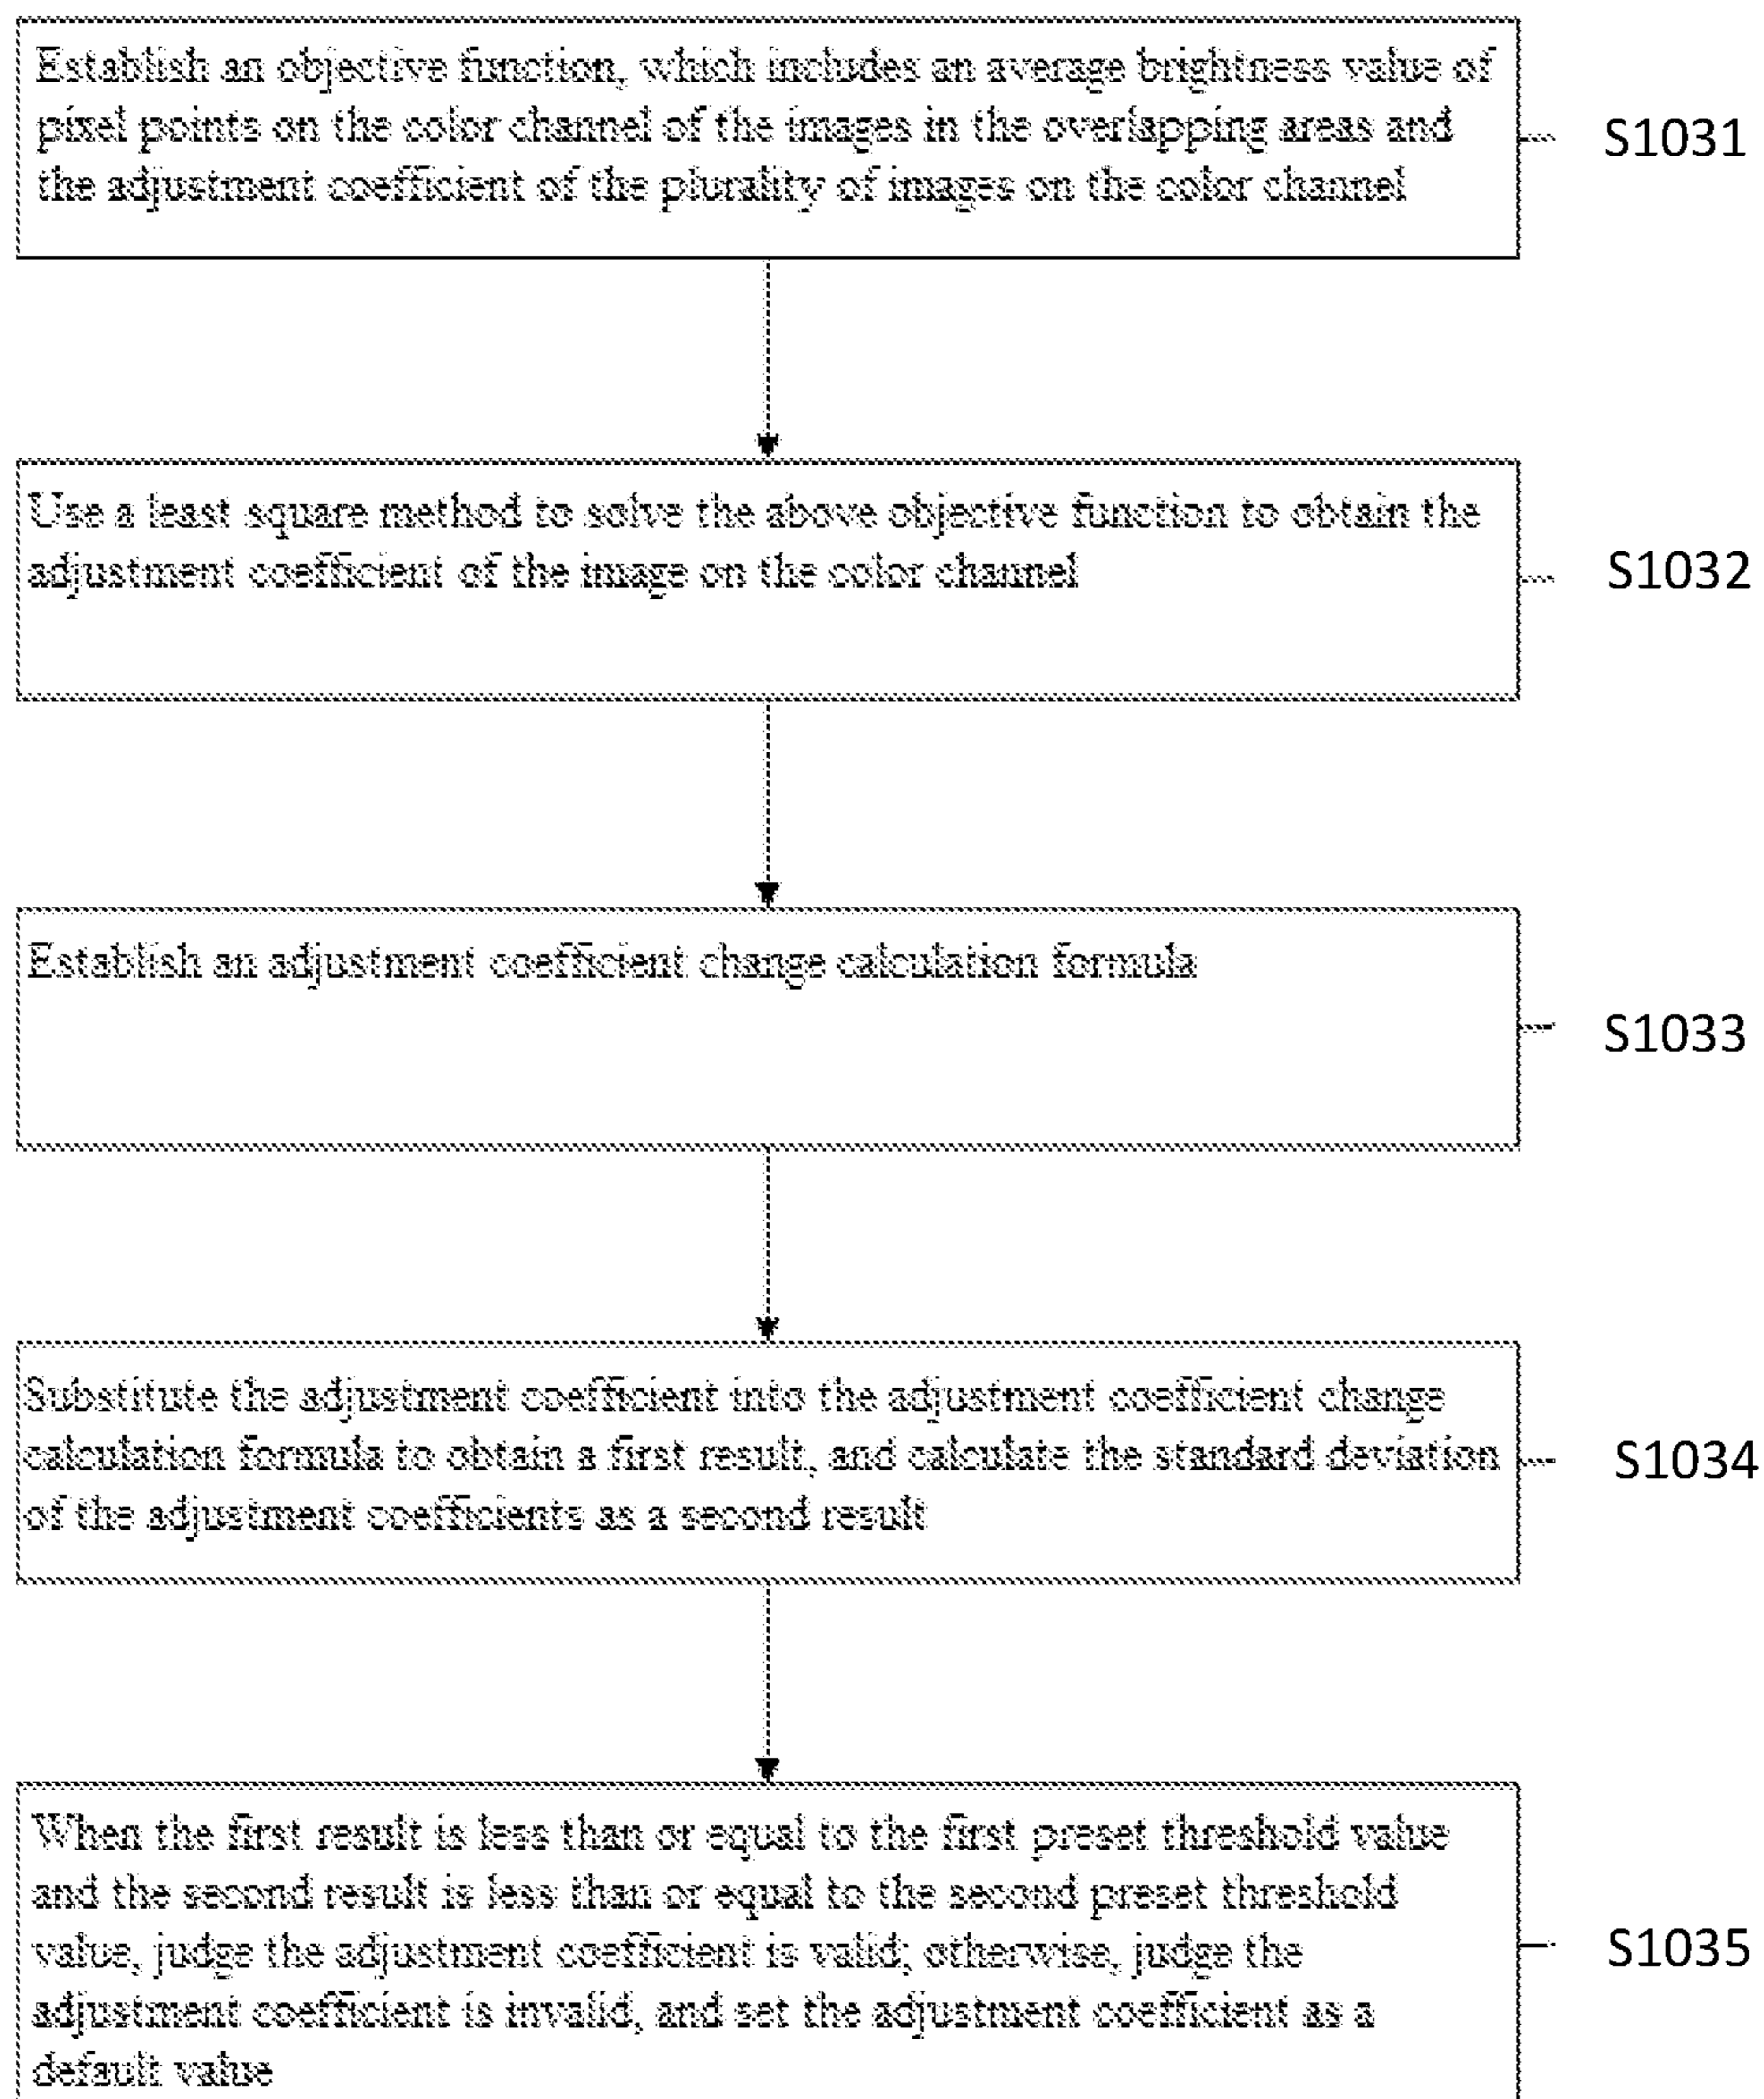 Establish an objective function, which includes an average brightness value of
pixel points on the color channel of the images in the overlapping areas and
the adjustment coefficient of the plurality of images on the color channel
S1031
Use a least square method to solve the above objective function to obtain the
adjustment coefficient of the image on the color channel
S1032
Establish an adjustment coefficient change calculation formula
S1033
Substitute the adjustment coefficient into the adjustment coefficient change
calculation formula to obtain a first result, and calculate the standard deviation
of the adjustment coefficients as a second result
S1034
When the first result is less than or equal to the first preset threshold value
and the second result is less than or equal to the second preset threshold
value, judge the adjustment coefficient is valid; otherwise, judge the
adjustment coefficient is invalid, and set the adjustment coefficient as a
default value
S1035